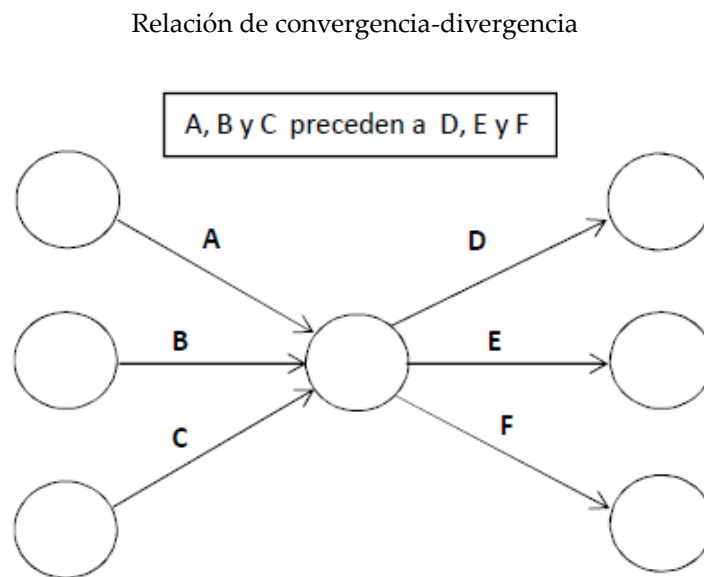 Relación de convergencia-divergencia
A, B y C preceden a D, E y F
A
D
B
E
C
F